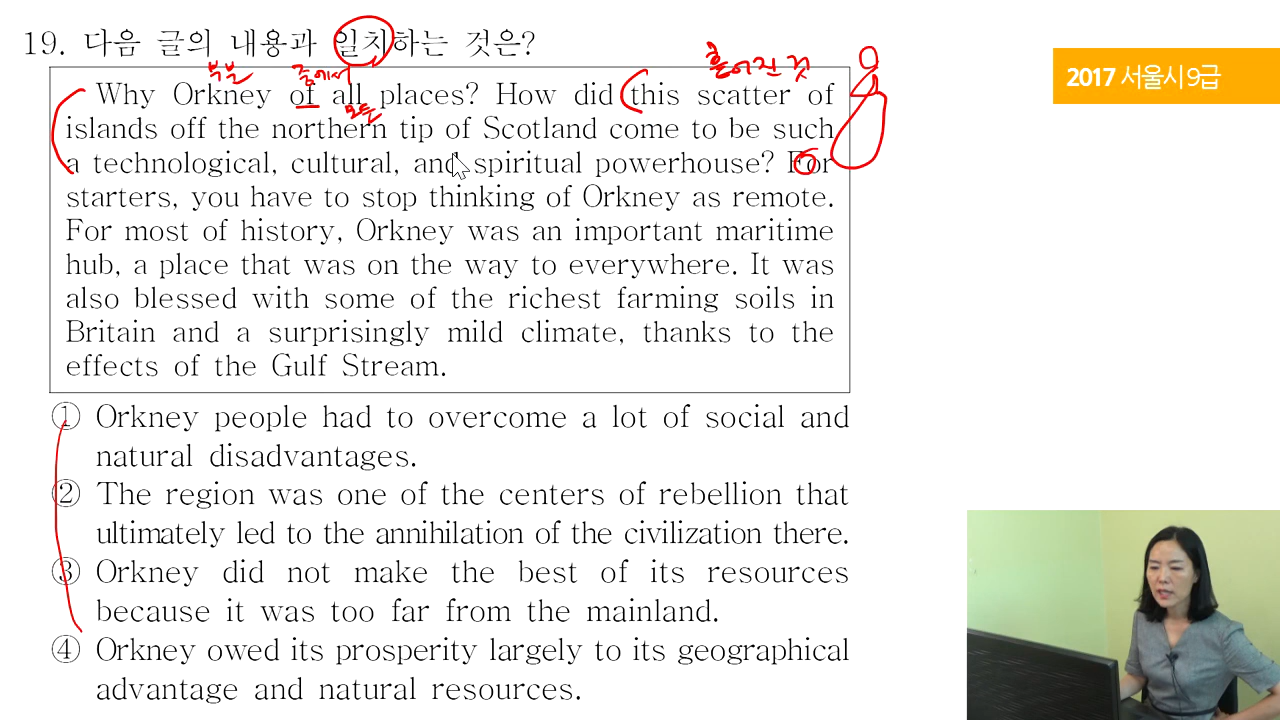 19. 다음 글의 내용과 일치하는 것은?
부분 중에서 흩어진 것
2017 서울시 9급
Why Orkney of all places? How did this scatter of
모든
islands off the northern tip of Scotland come to be such
a technological, cultural, and spiritual powerhouse? For
starters, you have to stop thinking of Orkney as remote.
For most of history, Orkney was an important maritime
hub, a place that was on the way to everywhere. It was
also blessed with some of the richest farming soils in
Britain and a surprisingly mild climate, thanks to the
effects of the Gulf Stream.
① Orkney people had to overcome a lot of social and
natural disadvantages.
② The region was one of the centers of rebellion that
ultimately led to the annihilation of the civilization there.
③ Orkney did not make the best of its resources
because it was too far from the mainland.
④ Orkney owed its prosperity largely to its geographical
advantage and natural resources.